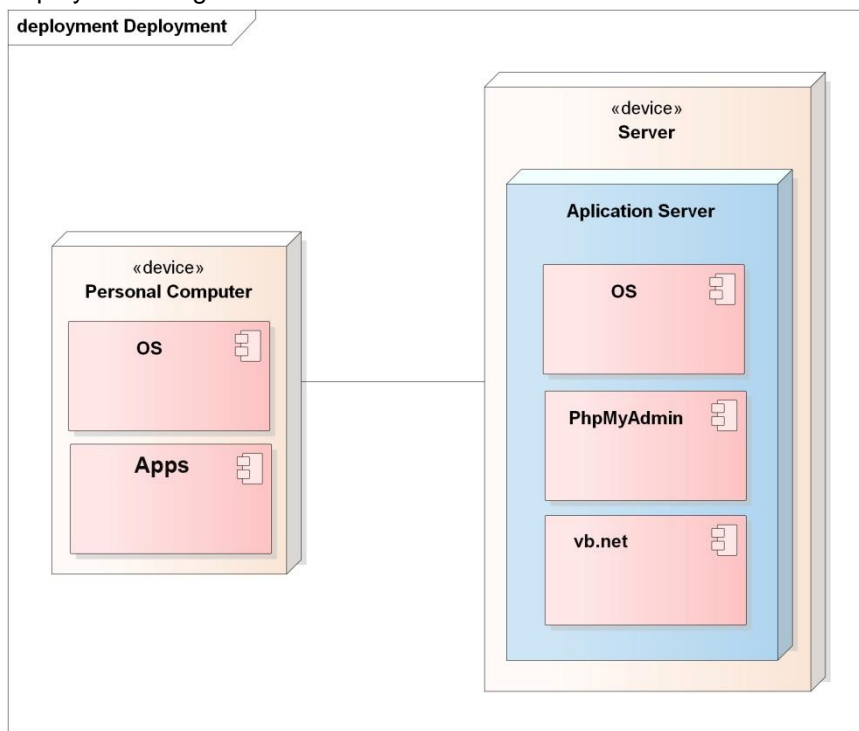 deployment Deployment
«device»
Server
Aplication Server
OS
PhpMyAdmin
vb.net
«device»
Personal Computer
OS
Apps